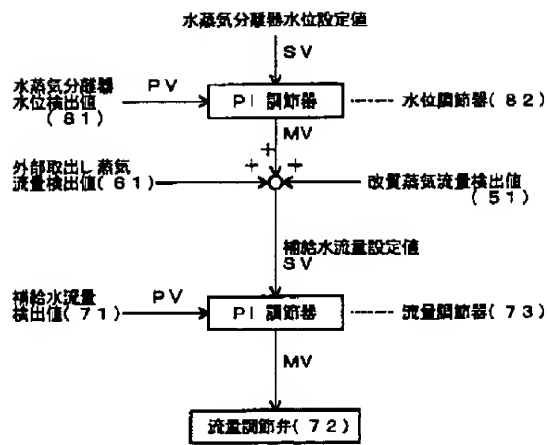 水蒸気分離器水位設定値
SV
水蒸気分離器
水位検出値
(81)
PV
PI調節器
水位調節器(82)
MV
+
+ +
外部取出し蒸気
流量検出値(61)
改質蒸気流量検出値
(51)
補給水流量設定値
SV
補給水流量
検出値(71)
PV
PI調節器
流量調節器(73)
MV
流量調節弁(72)